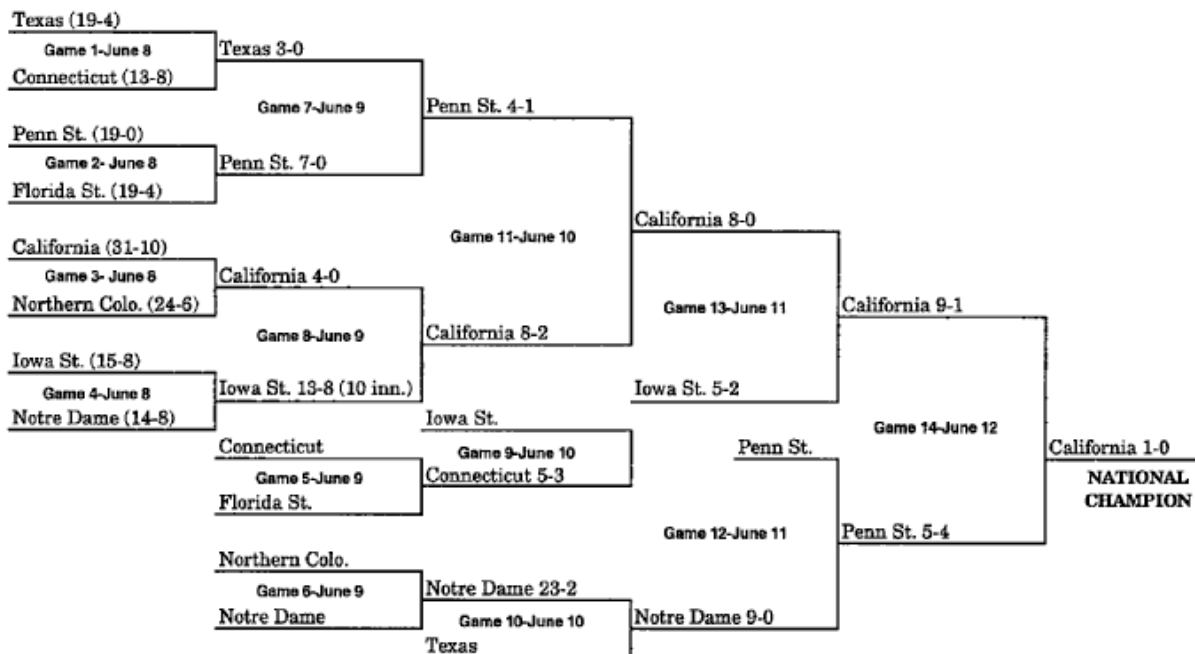 Texas (19-4)
Game 1-June 8
Connecticut (13-8)
Texas 3-0
Game 7-June 9
Penn St. 4-1
Penn St. (19-0)
Game 2- June 8
Florida St. (19-4)
Penn St. 7-0
Game 11-June 10
California 8-0
California (31-10)
Game 3- June 8
Northern Colo. (24-6)
California 4-0
Game 8-June 9
California 8-2
Game 13-June 11
California 9-1
Iowa St. (15-8)
Game 4-June 8
Notre Dame (14-8)
Iowa St. 13-8 (10 inn.)
Iowa St. 5-2
Iowa St.
Game 9-June 10
Connecticut 5-3
Connecticut
Game 5-June 9
Florida St.
Game 14-June 12
California 1-0
NATIONAL
CHAMPION
Penn St.
Game 12-June 11
Penn St. 5-4
Northern Colo.
Game 6-June 9
Notre Dame
Notre Dame 23-2
Game 10-June 10
Texas
Notre Dame 9-0